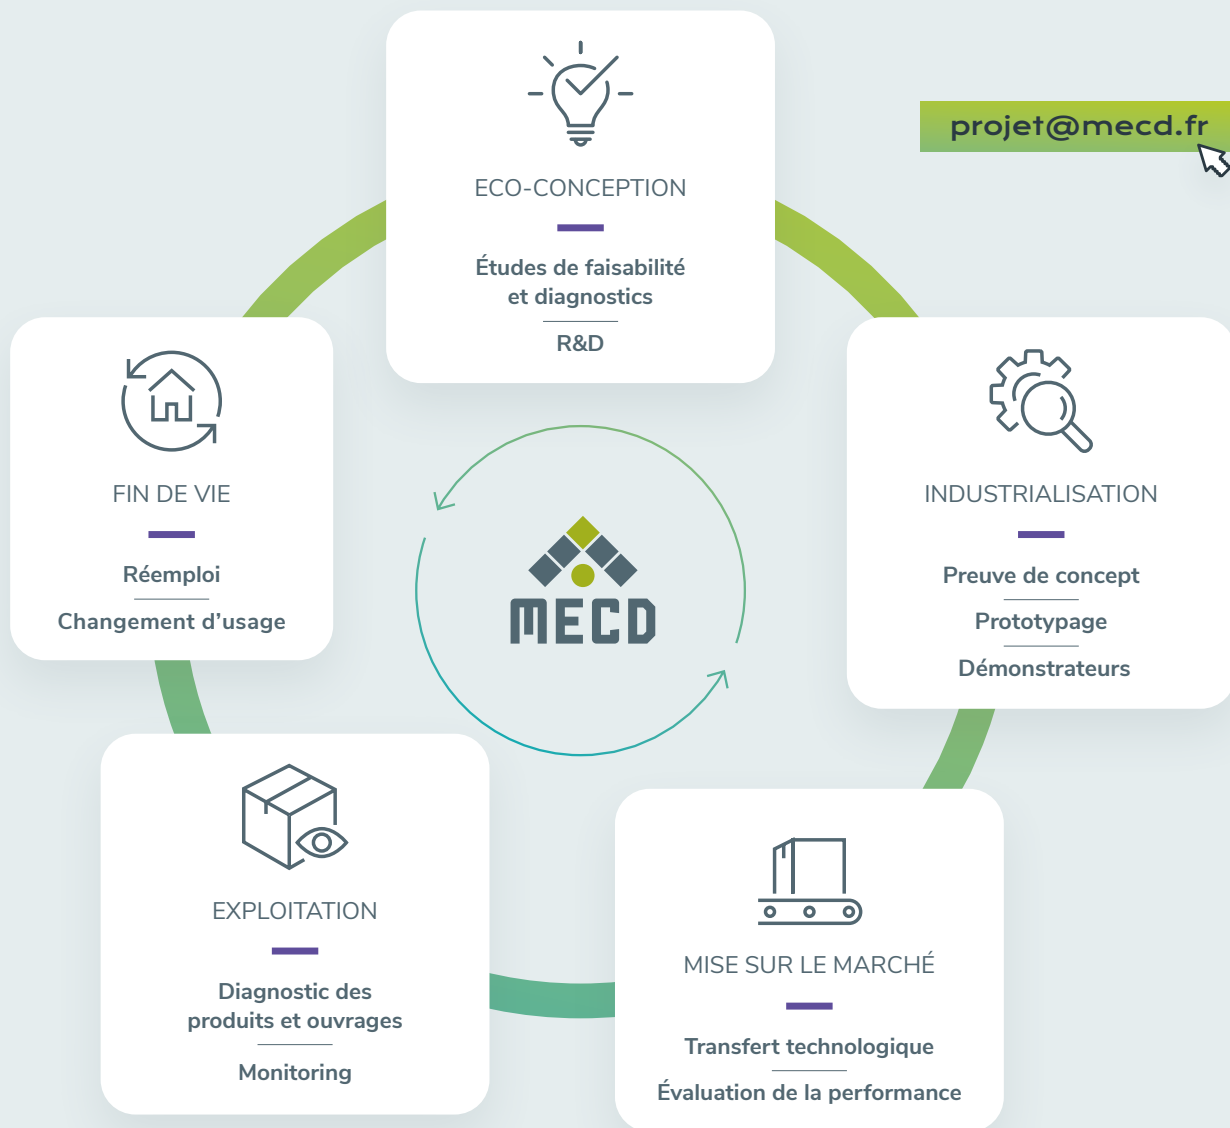 projet@mecd.fr
ECO-CONCEPTION
Études de faisabilité
et diagnostics
R&D
INDUSTRIALISATION
Preuve de concept
Prototypage
Démonstrateurs
MISE SUR LE MARCHÉ
Transfert technologique
Évaluation de la performance
EXPLOITATION
Diagnostic des
produits et ouvrages
Monitoring
FIN DE VIE
Réemploi
Changement d’usage
MECD